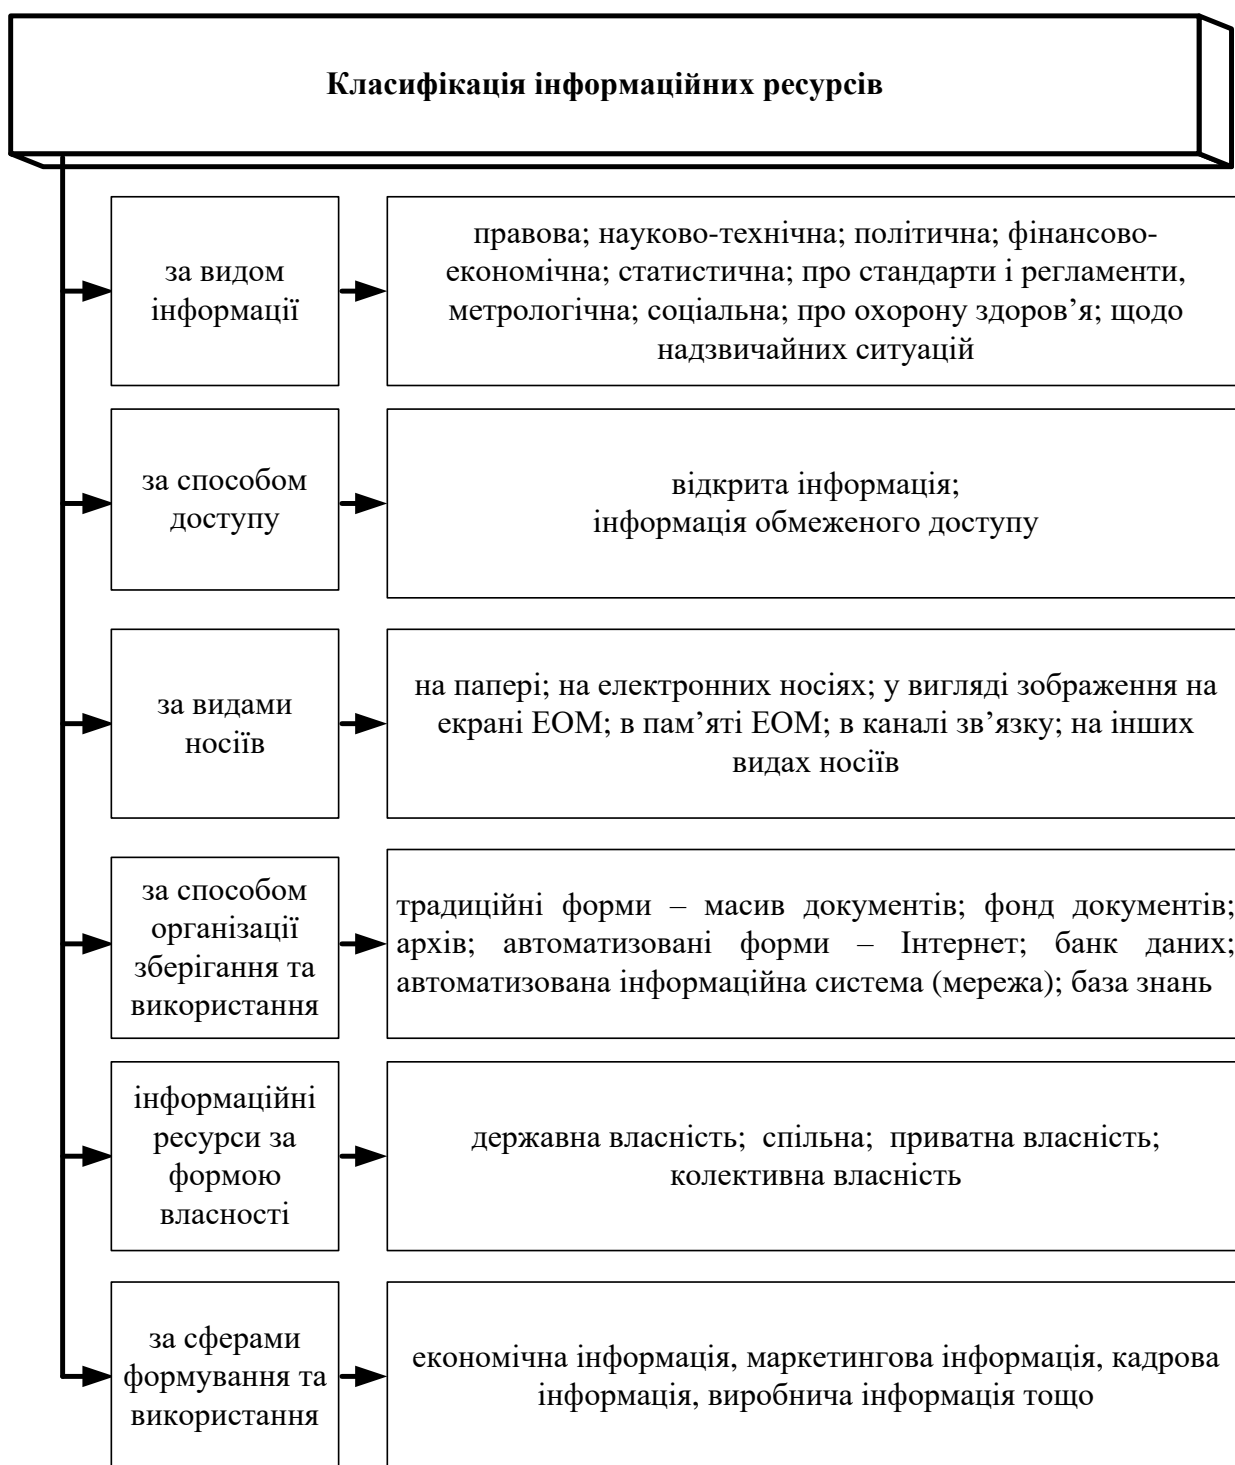 Класифікація інформаційних ресурсів
за видом
інформації
правова; науково-технічна; політична; фінансово-
економічна; статистична; про стандарти і регламенти,
метрологічна; соціальна; про охорону здоров’я; щодо
надзвичайних ситуацій
за способом
доступу
відкрита інформація;
інформація обмеженого доступу
за видами
носіїв
на папері; на електронних носіях; у вигляді зображення на
екрані ЕОМ; в пам’яті ЕОМ; в каналі зв’язку; на інших
видах носіїв
за способом
організації
зберігання та
використання
традиційні форми – масив документів; фонд документів;
архів; автоматизовані форми – Інтернет; банк даних;
автоматизована інформаційна система (мережа); база знань
інформаційні
ресурси за
формою
власності
державна власність; спільна; приватна власність;
колективна власність
за сферами
формування та
використання
економічна інформація, маркетингова інформація, кадрова
інформація, виробнича інформація тощо